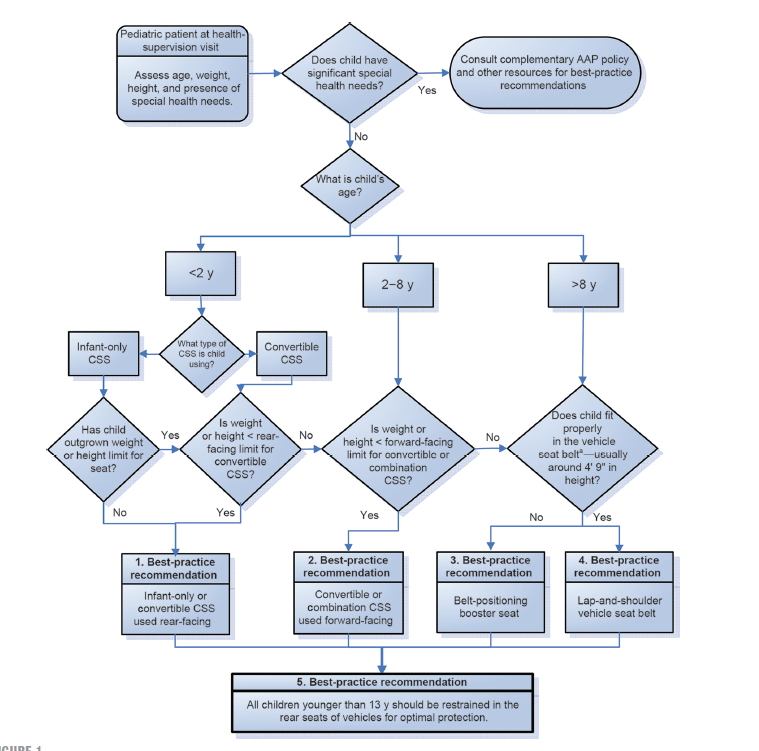 Pediatric patient at health-
supervision visit
Assess age, weight,
height, and presence of
special health needs.
Does child have
significant special
health needs?
Yes
Consult complementary AAP policy
and other resources for best-practice
recommendations
No
What is child's
age?
<2 y
2–8 y
>8 y
Infant-only
CSS
What type of
CSS is child
using?
Convertible
CSS
Has child
outgrown weight
or height limit for
seat?
Yes
Is weight
or height < rear-
facing limit for
convertible
CSS?
No
Is weight or
height < forward-facing
limit for convertible or
combination
CSS?
No
Does child fit
properly
in the vehicle
seat beltª—usually
around 4' 9" in
height?
No
Yes
Yes
No
Yes
1. Best-practice
recommendation
Infant-only or
convertible CSS
used rear-facing
2. Best-practice
recommendation
Convertible or
combination CSS
used forward-facing
3. Best-practice
recommendation
Belt-positioning
booster seat
4. Best-practice
recommendation
Lap-and-shoulder
vehicle seat belt
5. Best-practice recommendation
All children younger than 13 y should be restrained in the
rear seats of vehicles for optimal protection.